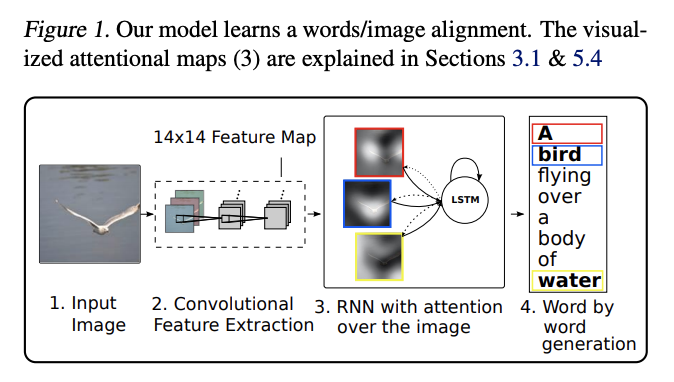 Figure 1. Our model learns a words/image alignment. The visual-
ized attentional maps (3) are explained in Sections 3.1 & 5.4
14x14 Feature Map
LSTM
A
bird
flying
over
a
body
of
water
1. Input
Image
2. Convolutional
Feature Extraction
3. RNN with attention
over the image
4. Word by
word
generation